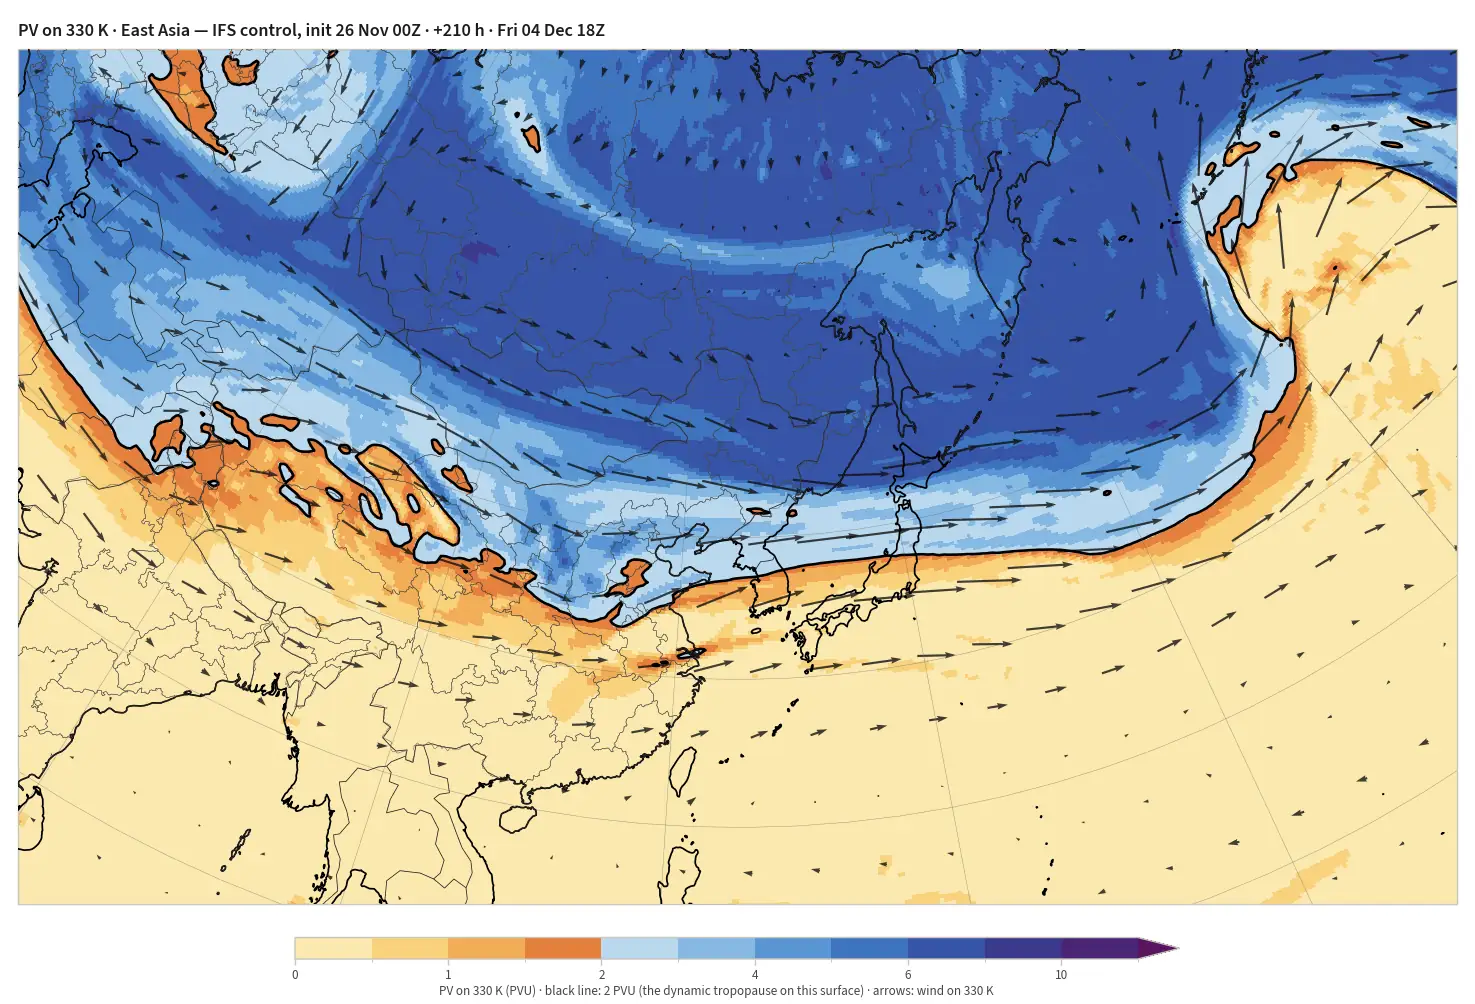 PV on 330 K · East Asia — IFS control, init 26 Nov 00Z · +210 h · Fri 04 Dec 18Z
0 1 2 4 6 10
PV on 330 K (PVU) · black line: 2 PVU (the dynamic tropopause on this surface) · arrows: wind on 330 K